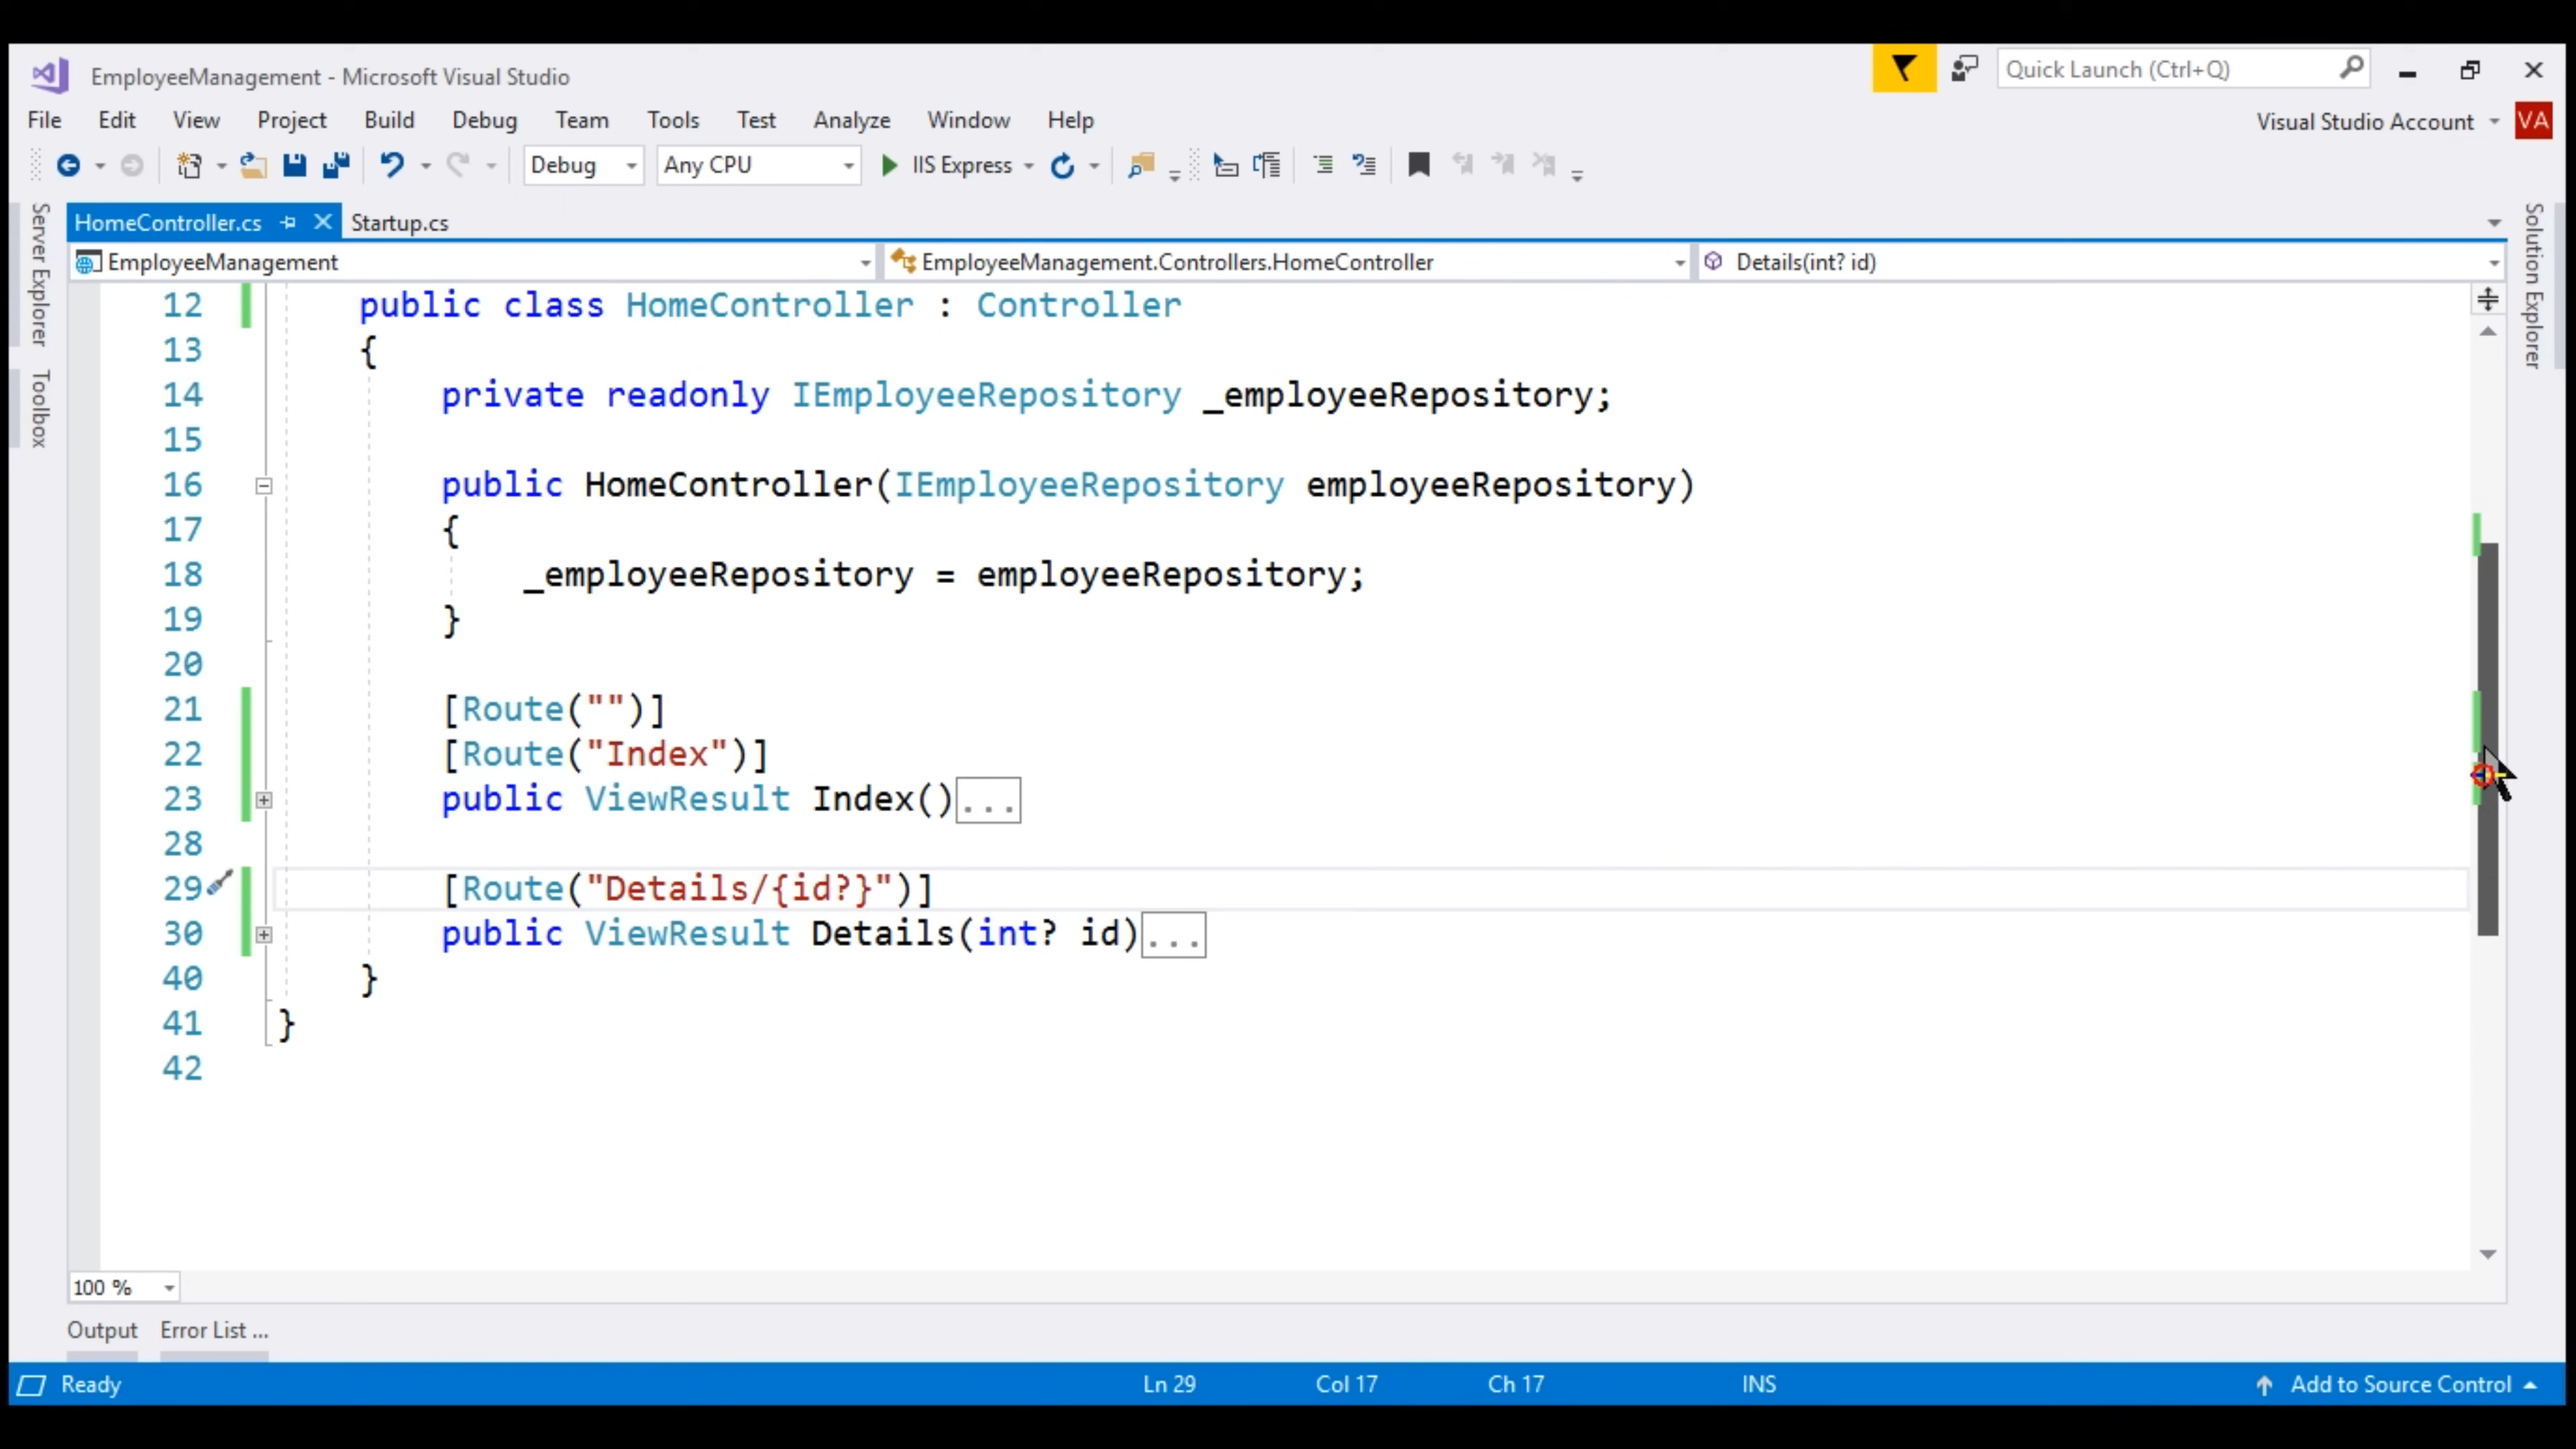 EmployeeManagement - Microsoft Visual Studio
Quick Launch (Ctrl+Q)
File Edit View Project Build Debug Team Tools Test Analyze Window Help
Visual Studio Account VA
Debug Any CPU IIS Express
Server Explorer
Toolbox
Solution Explorer
HomeController.cs Startup.cs
EmployeeManagement EmployeeManagement.Controllers.HomeController Details(int? id)
12 public class HomeController : Controller
13 {
14 private readonly IEmployeeRepository _employeeRepository;
15
16 public HomeController(IEmployeeRepository employeeRepository)
17 {
18 _employeeRepository = employeeRepository;
19 }
20
21 [Route("")]
22 [Route("Index")]
23 public ViewResult Index()...
28
29 [Route("Details/{id?}")]
30 public ViewResult Details(int? id)...
40 }
41 }
42
100 %
Output Error List ...
Ready Ln 29 Col 17 Ch 17 INS Add to Source Control